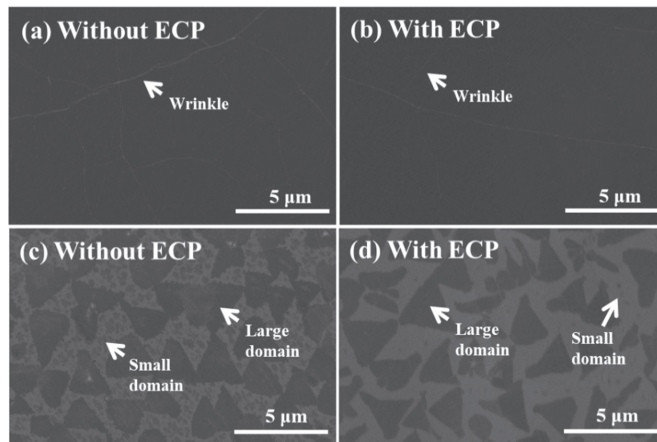 (a) Without ECP
Wrinkle
5 μm
(b) With ECP
Wrinkle
5 μm
(c) Without ECP
Large
domain
Small
domain
5 μm
(d) With ECP
Large
domain
Small
domain
5 μm